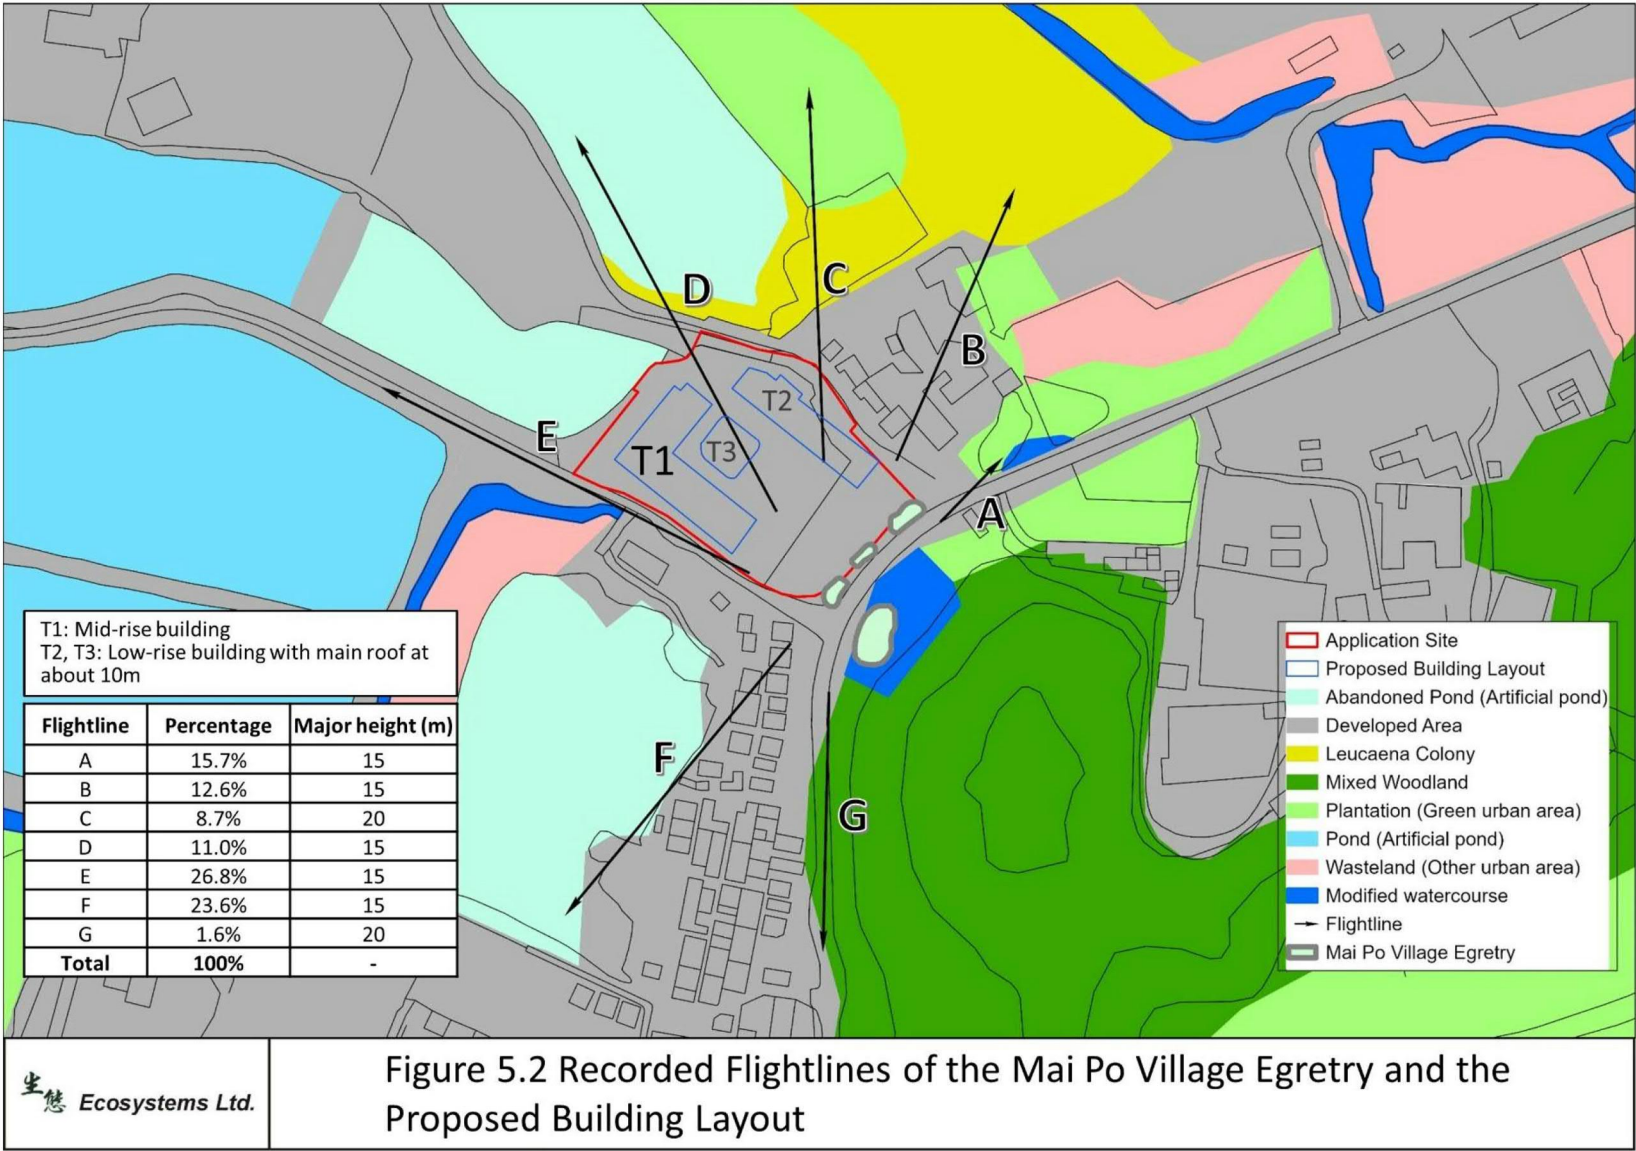 D
C
B
T2
E
T1
T3
A
T1: Mid-rise building
T2, T3: Low-rise building with main roof at
about 10m
F
G
Flightline Percentage Major height (m)
A 15.7% 15
B 12.6% 15
C 8.7% 20
D 11.0% 15
E 26.8% 15
F 23.6% 15
G 1.6% 20
Total 100% -
Application Site
Proposed Building Layout
Abandoned Pond (Artificial pond)
Developed Area
Leucaena Colony
Mixed Woodland
Plantation (Green urban area)
Pond (Artificial pond)
Wasteland (Other urban area)
Modified watercourse
Flightline
Mai Po Village Egretry
生態 Ecosystems Ltd.
Figure 5.2 Recorded Flightlines of the Mai Po Village Egretry and the
Proposed Building Layout